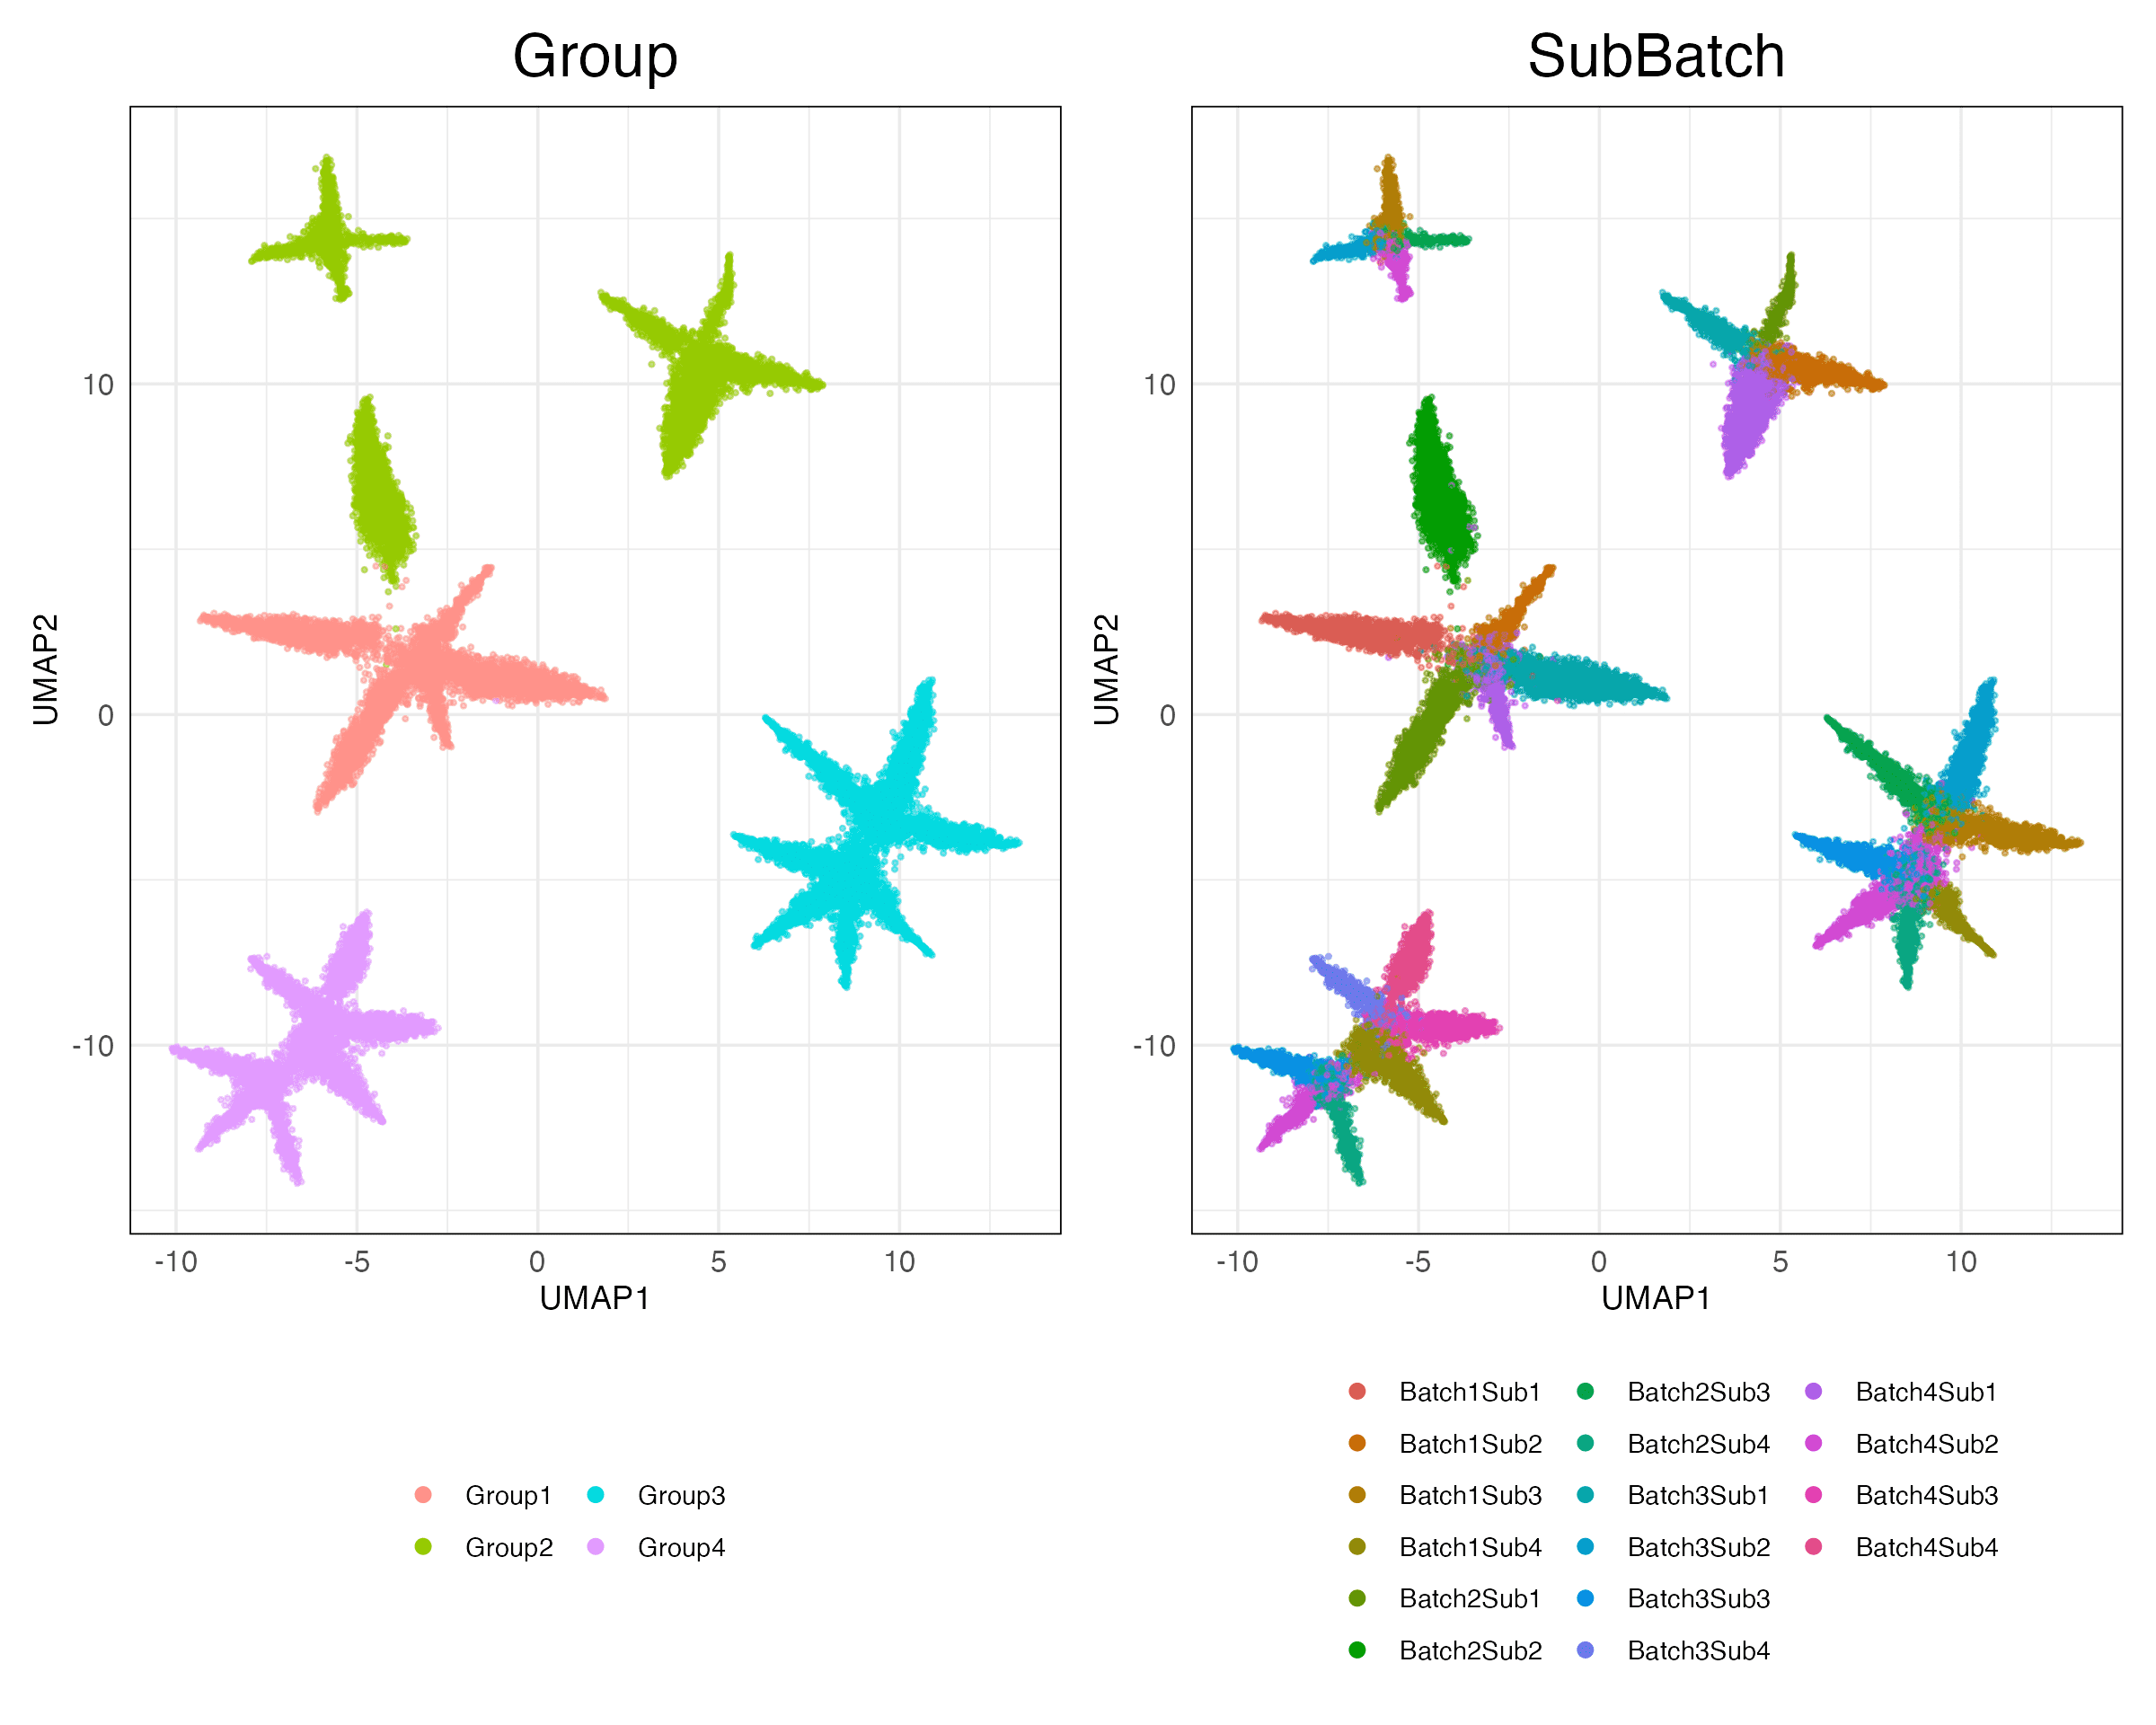 Group
SubBatch
10
0
-10
UMAP2
-10 -5 0 5 10
UMAP1
10
0
-10
UMAP2
-10 -5 0 5 10
UMAP1
Group1 Group3
Group2 Group4
Batch1Sub1 Batch2Sub3 Batch4Sub1
Batch1Sub2 Batch2Sub4 Batch4Sub2
Batch1Sub3 Batch3Sub1 Batch4Sub3
Batch1Sub4 Batch3Sub2 Batch4Sub4
Batch2Sub1 Batch3Sub3
Batch2Sub2 Batch3Sub4